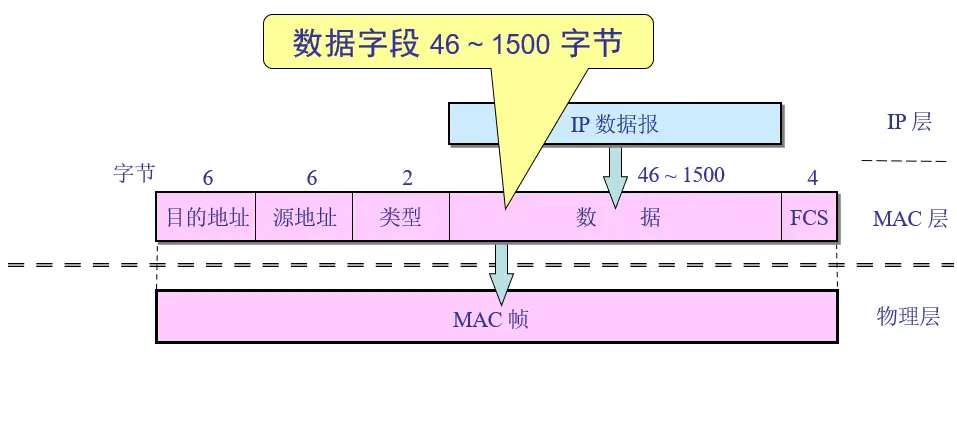 数据字段 46 ~ 1500 字节
IP 数据报
IP 层
字节 6 6 2 46 ~ 1500 4
目的地址 源地址 类型 数 据 FCS MAC 层
MAC 帧
物理层